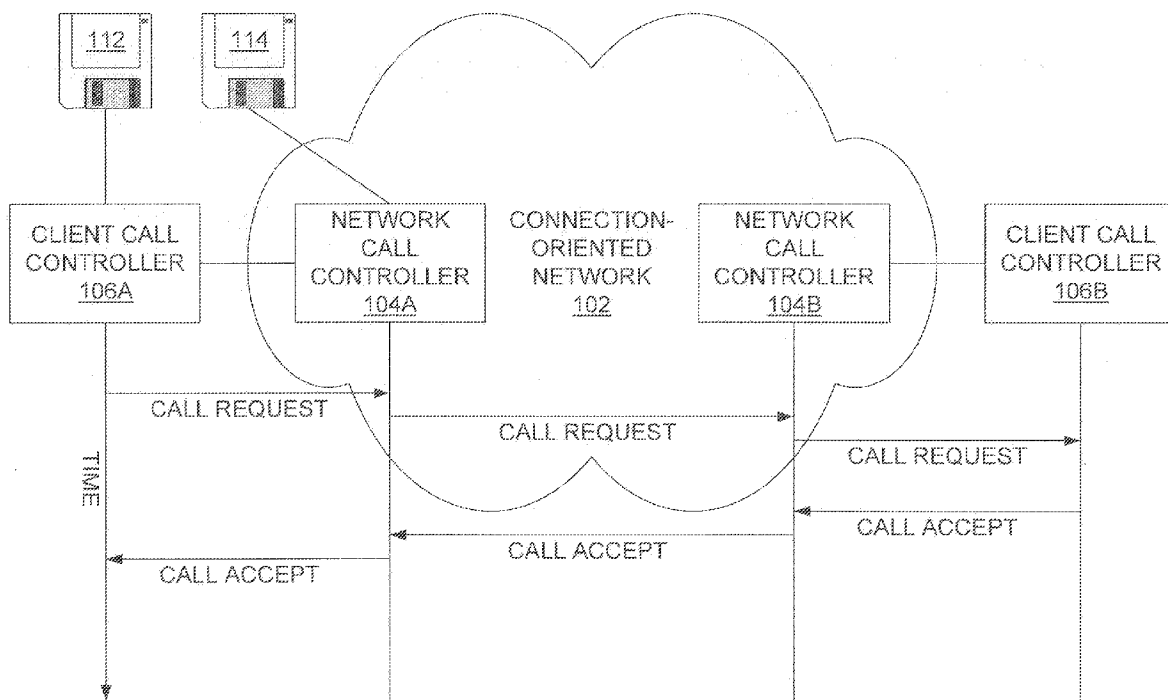 112
114
CLIENT CALL
CONTROLLER
106A
NETWORK
CALL
CONTROLLER
104A
CONNECTION-
ORIENTED
NETWORK
102
NETWORK
CALL
CONTROLLER
104B
CLIENT CALL
CONTROLLER
106B
CALL REQUEST
CALL REQUEST
CALL REQUEST
TIME
CALL ACCEPT
CALL ACCEPT
CALL ACCEPT